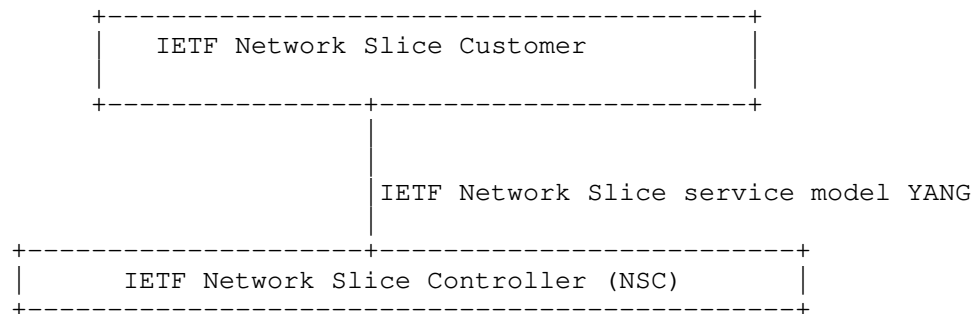 IETF Network Slice Customer
IETF Network Slice service model YANG
IETF Network Slice Controller (NSC)